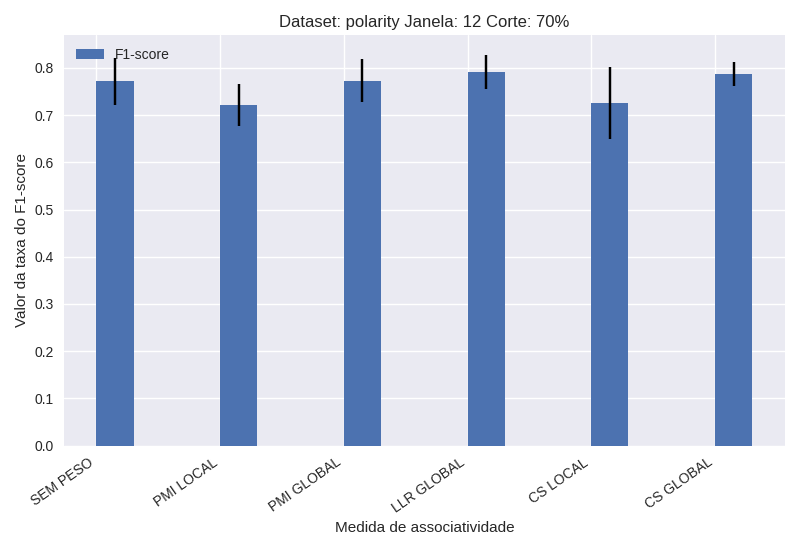 Dataset: polarity Janela: 12 Corte: 70%
F1-score
Valor da taxa do F1-score
0.8
0.7
0.6
0.5
0.4
0.3
0.2
0.1
0.0
SEM PESO
PMI LOCAL
PMI GLOBAL
LLR GLOBAL
CS LOCAL
CS GLOBAL
Medida de associatividade